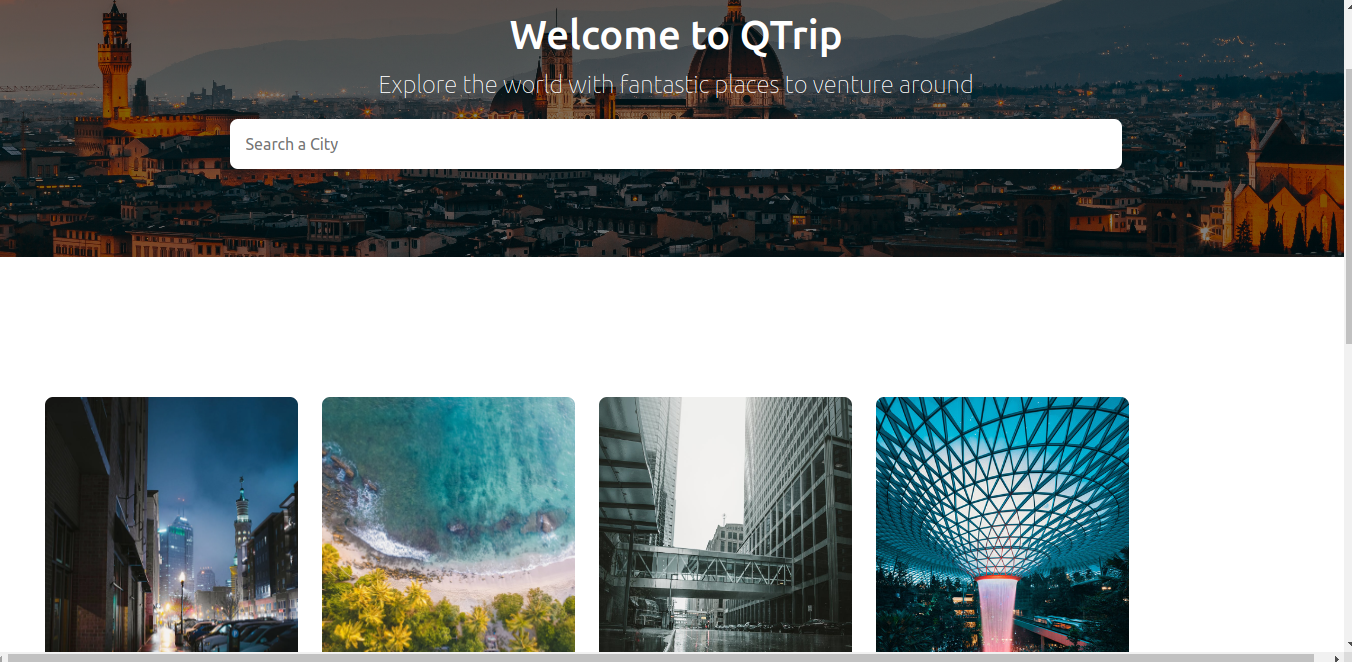 Welcome to QTrip
Explore the world with fantastic places to venture around
Search a City